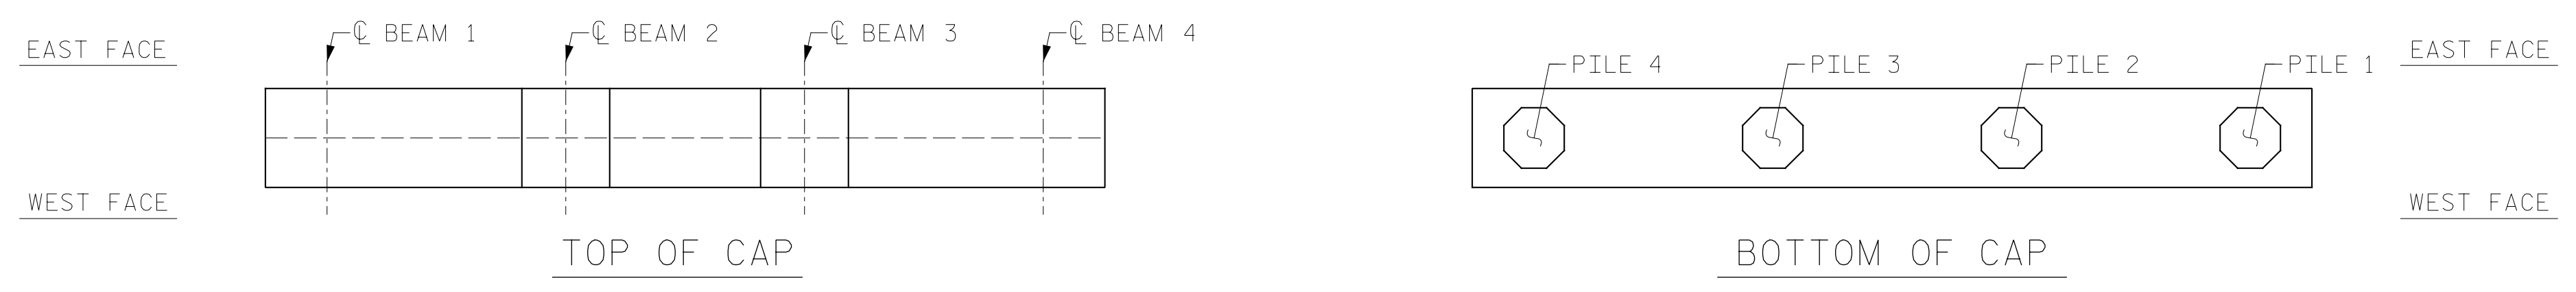 EAST FACE
WEST FACE
℄ BEAM 1
℄ BEAM 2
℄ BEAM 3
℄ BEAM 4
TOP OF CAP
PILE 4
PILE 3
PILE 2
PILE 1
BOTTOM OF CAP
EAST FACE
WEST FACE